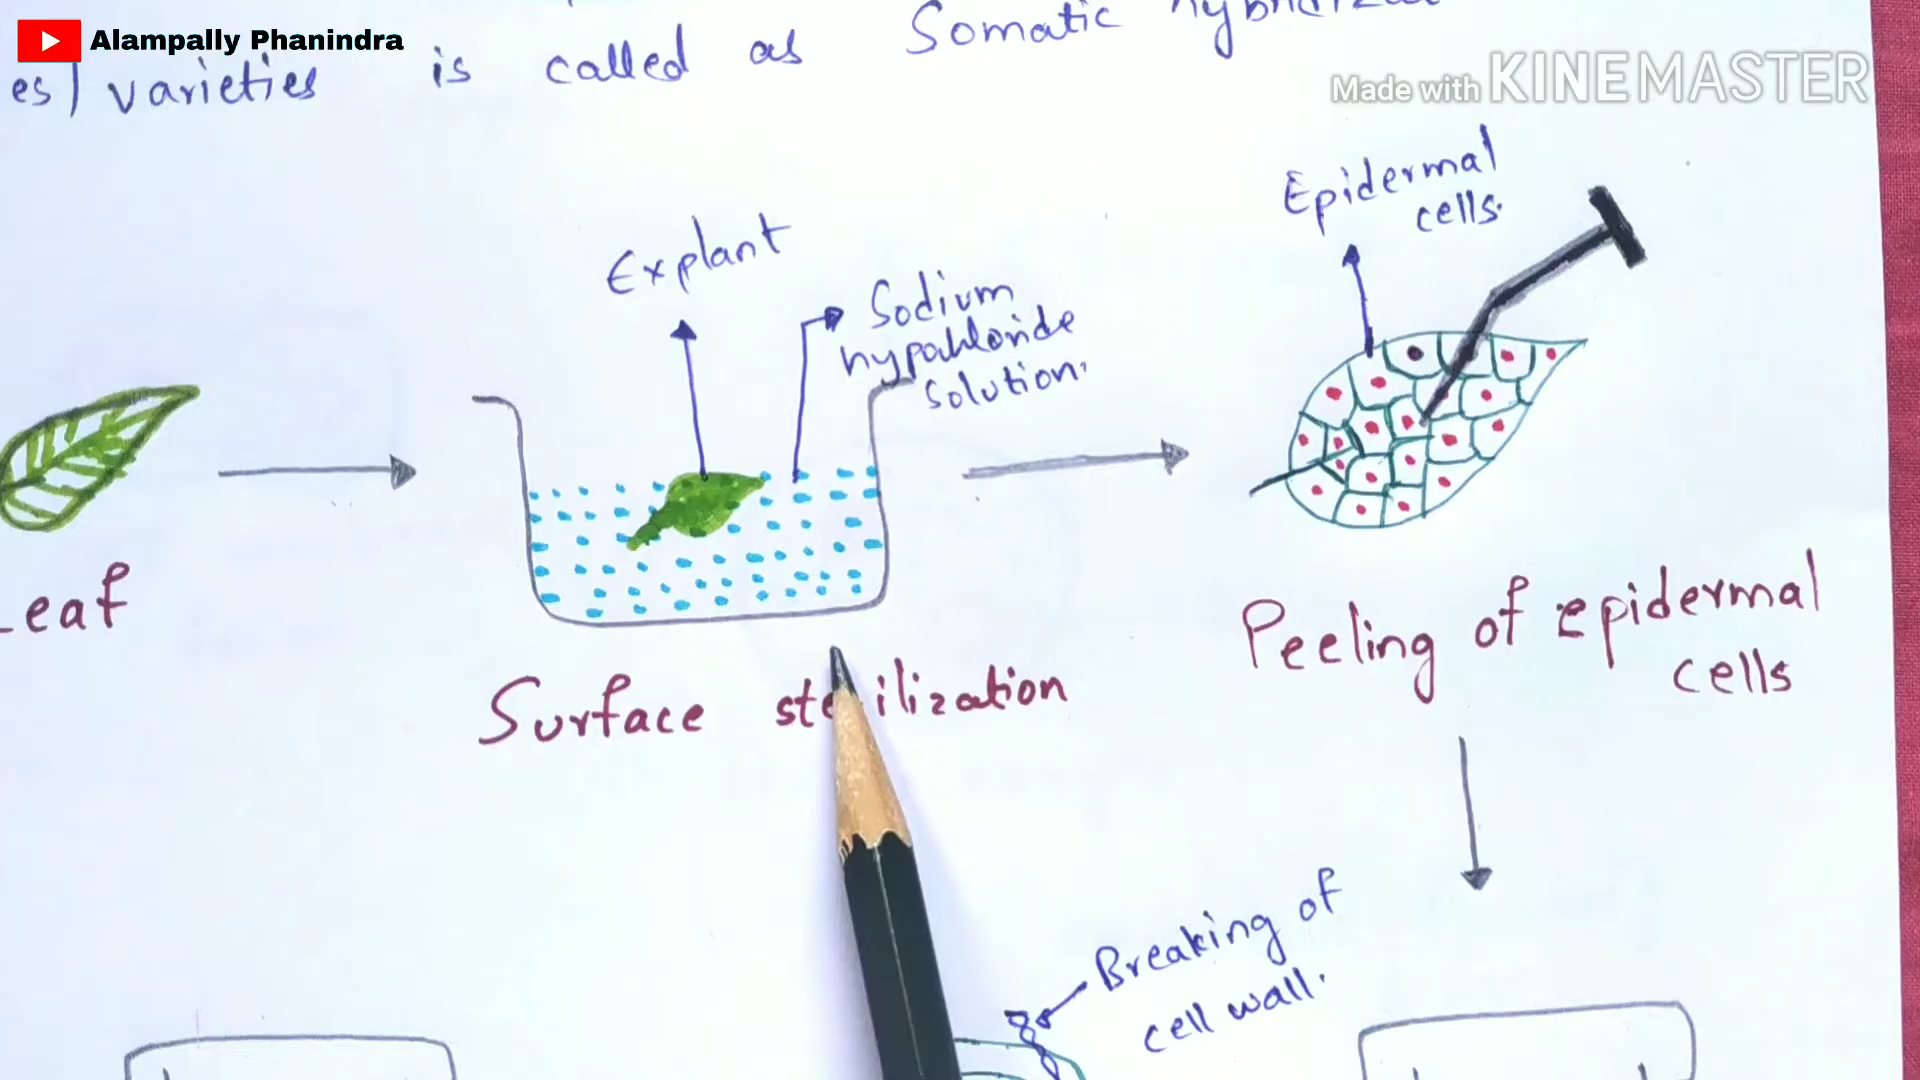 Alampally Phanindra
Made with KINEMASTER
es/varieties is called as Somatic
Explant
Sodium
hypohloride
solution.
Epidermal
cells.
Leaf
Surface sterilization
Peeling of epidermal
cells
Breaking of
cell wall.